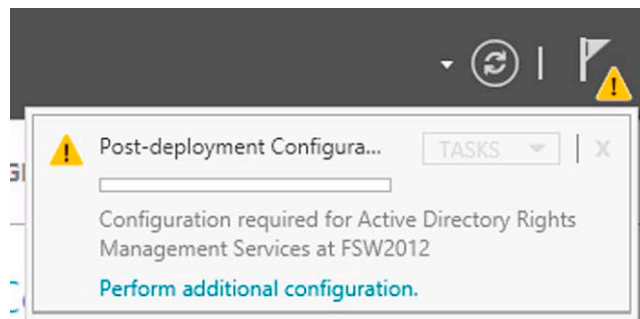 Post-deployment Configura...
TASKS
X
Configuration required for Active Directory Rights
Management Services at FSW2012
Perform additional configuration.